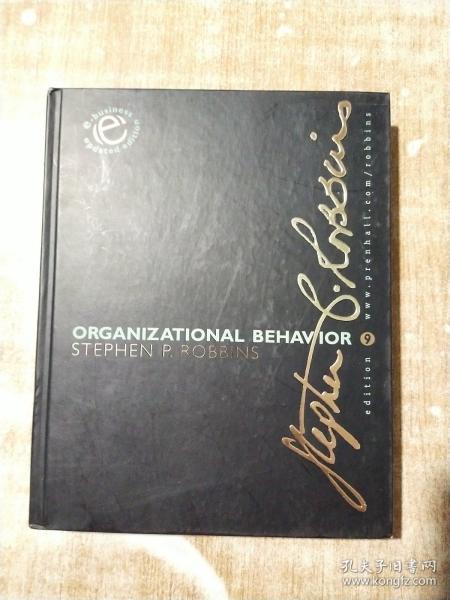 e·business
e
updated edition
ORGANIZATIONAL BEHAVIOR 9
STEPHEN P. ROBBINS
Stephen P. Robbins
edition
www.prenhall.com/robbins
孔夫子旧书网
www.kongfz.com